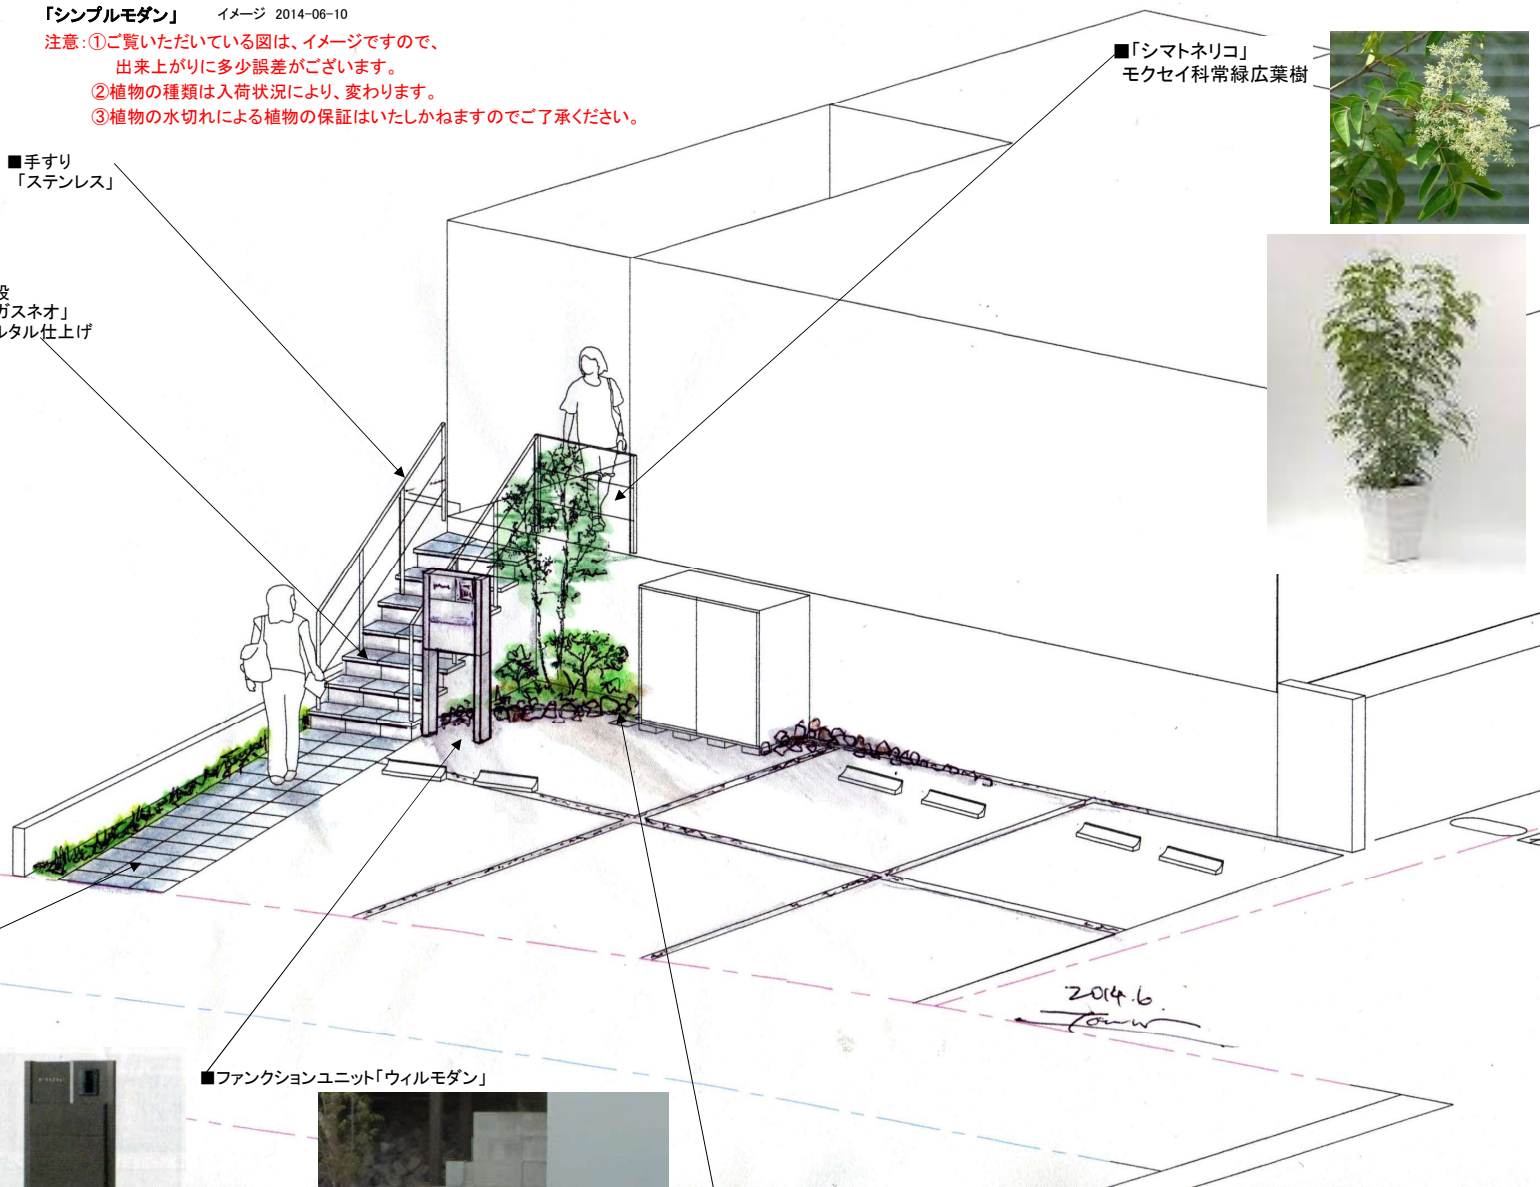 「シンプルモダン」 イメージ 2014-06-10
注意:①ご覧いただいている図は、イメージですので、
出来上がりに多少誤差がございます。
②植物の種類は入荷状況により、変わります。
③植物の水切れによる植物の保証はいたしかねますのでご了承ください。
■「シマトネリコ」
モクセイ科常緑広葉樹
■手すり
「ステンレス」
段
ガスネオ」
ルタル仕上げ
2014.6.
■ファンクションユニット「ウィルモダン」